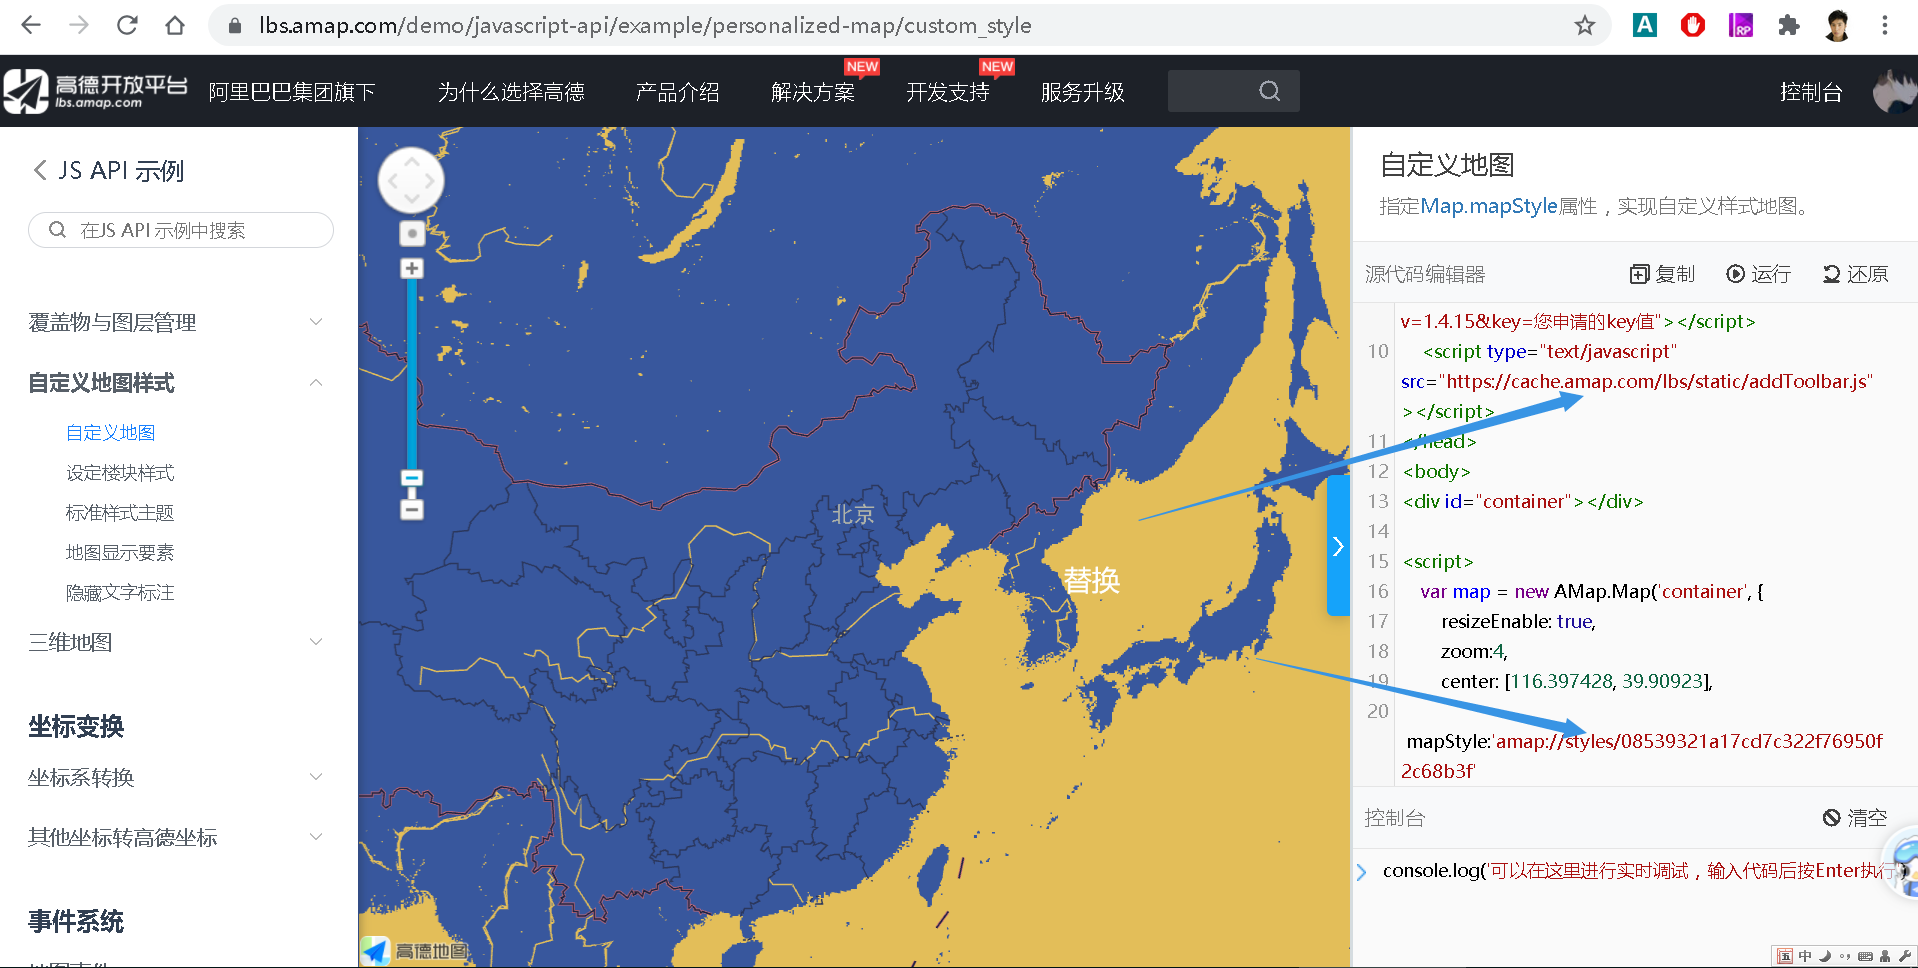 lbs.amap.com/demo/javascript-api/example/personalized-map/custom_style
A
RP
高德开放平台
lbs.amap.com
阿里巴巴集团旗下
为什么选择高德
产品介绍
解决方案
NEW
开发支持
NEW
服务升级
控制台
JS API 示例
在JS API 示例中搜索
覆盖物与图层管理
自定义地图样式
自定义地图
设定楼块样式
标准样式主题
地图显示要素
隐藏文字标注
三维地图
坐标变换
坐标系转换
其他坐标转高德坐标
事件系统
北京
替换
高德地图
自定义地图
指定Map.mapStyle属性，实现自定义样式地图。
源代码编辑器
复制
运行
还原
v=1.4.15&key=您申请的key值"></script>
10 <script type="text/javascript"
src="https://cache.amap.com/lbs/static/addToolbar.js"
></script>
11 </head>
12 <body>
13 <div id="container"></div>
14
15 <script>
16 var map = new AMap.Map('container', {
17 resizeEnable: true,
18 zoom:4,
19 center: [116.397428, 39.90923],
20
mapStyle:'amap://styles/08539321a17cd7c322f76950f
2c68b3f'
控制台
清空
console.log('可以在这里进行实时调试，输入代码后按Enter执行')
中